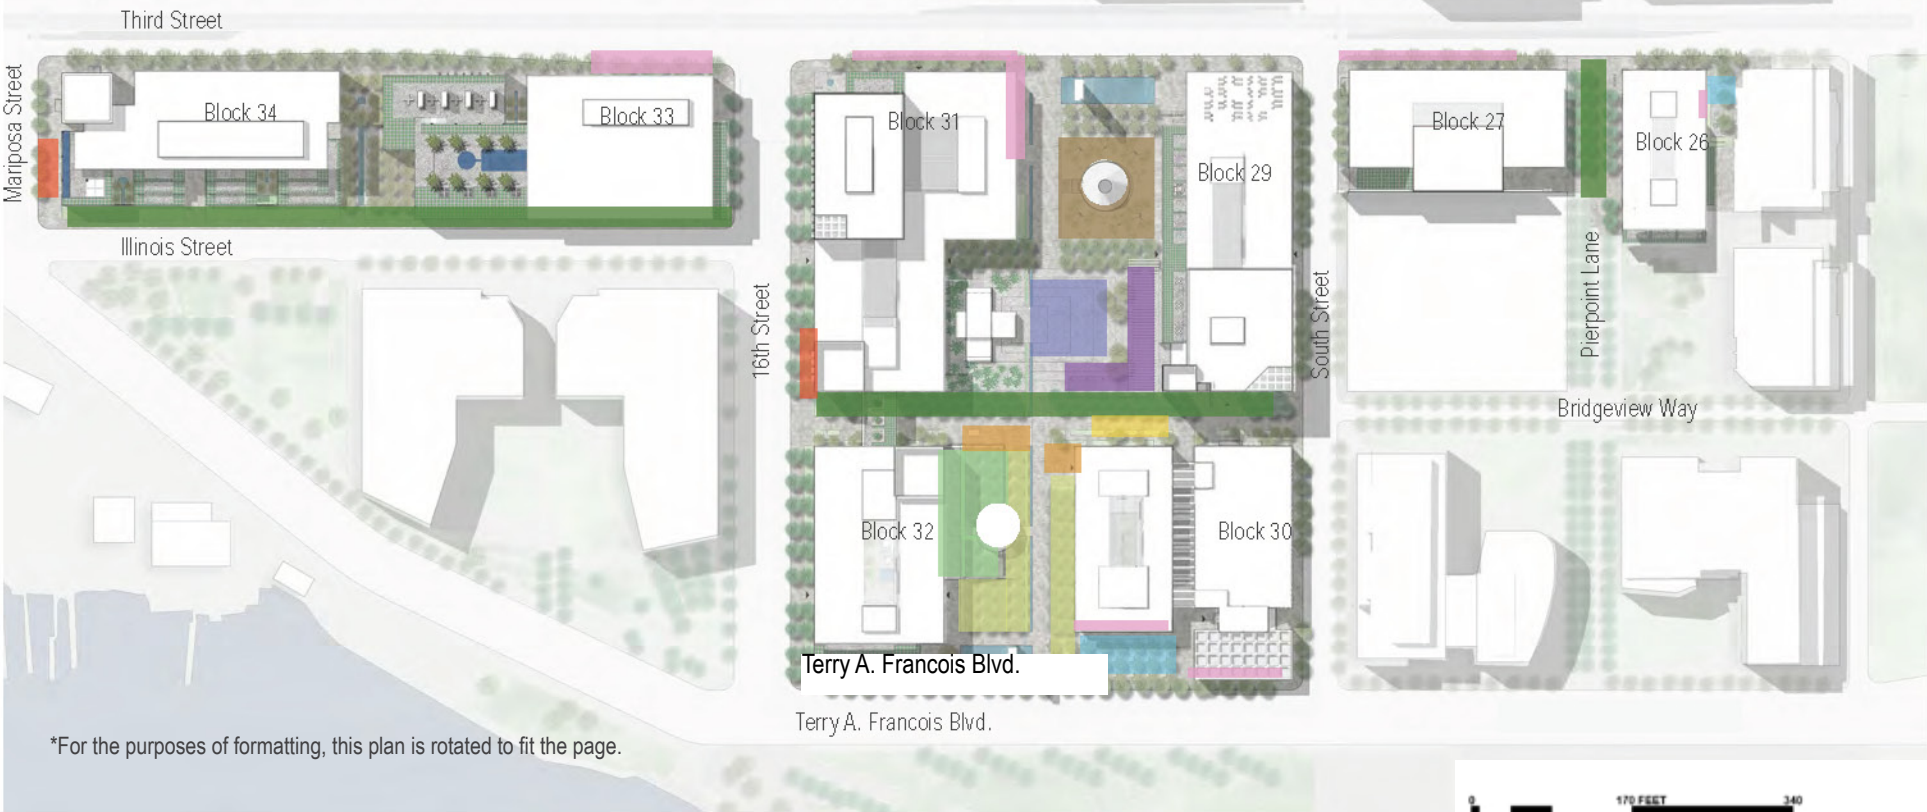 Third Street
Mariposa Street
Block 34
Block 33
Block 31
Block 29
Block 27
Block 26
Illinois Street
16th Street
South Street
Pierpoint Lane
Bridgeview Way
Block 32
Block 30
Terry A. Francois Blvd.
Terry A. Francois Blvd.
*For the purposes of formatting, this plan is rotated to fit the page.
0 170 FEET 340